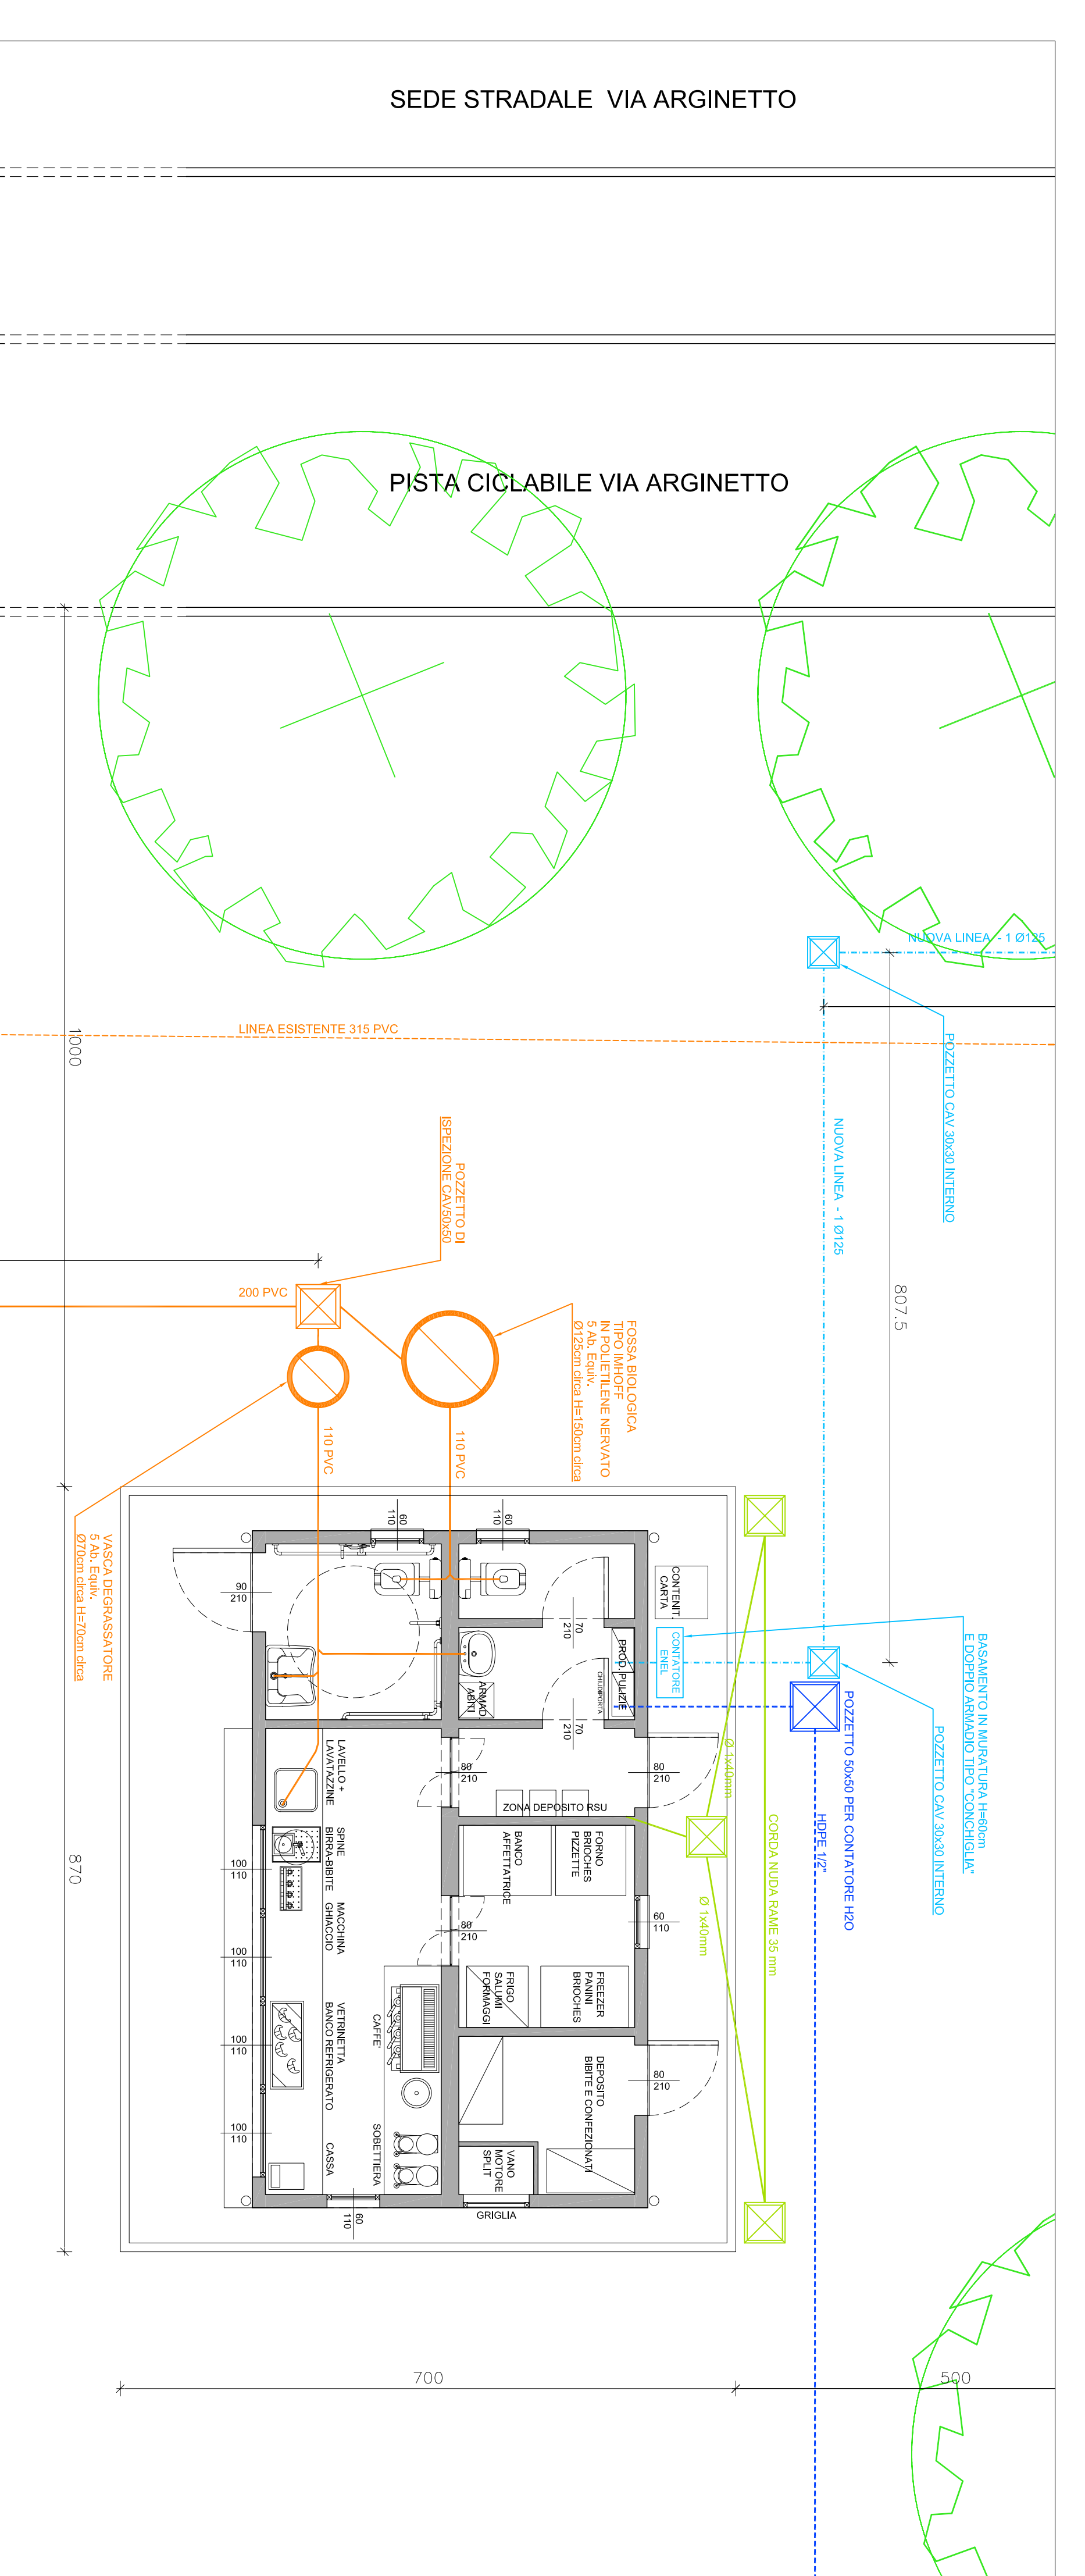 SEDE STRADALE  VIA ARGINETTO
PISTA CICLABILE VIA ARGINETTO
NUOVA LINEA  - 1 Ø125
1000
LINEA ESISTENTE 315 PVC
POZZETTO CAV 30x30 INTERNO
NUOVA LINEA  - 1 Ø125
807.5
POZZETTO DI
ISPEZIONE CAV50x50
200 PVC
FOSSA BIOLOGICA
TIPO IMHOFF
IN POLIETILENE NERVATO
5 Ab. Equiv.
Ø125cm circa H=150cm circa
110 PVC
110 PVC
VASCA DEGRASSATORE
5 Ab. Equiv.
Ø70cm circa H=70cm circa
60
110
60
110
90
210
CONTENIT.
CARTA
CONTATORE
ENEL
70
210
PROD. PULIZIE
CHIUDIPORTA
ARMAD
ABITI
70
210
BASAMENTO IN MURATURA H=60cm
E DOPPIO ARMADIO TIPO "CONCHIGLIA"
POZZETTO CAV 30x30 INTERNO
POZZETTO 50x50 PER CONTATORE H2O
HDPE 1/2"
CORDA NUDA RAME 35 mm
Ø 1x40mm
Ø 1x40mm
80
210
80
210
ZONA DEPOSITO RSU
LAVELLO +
LAVATAZZINE
SPINE
BIRRA-BIBITE
MACCHINA
GHIACCIO
VETRINETTA
BANCO REFRIGERATO
CASSA
CAFFE'
SOBETTIERA
BANCO
AFFETTATRICE
FORNO
BRIOCHES
PIZZETTE
60
110
80
210
FRIGO
SALUMI
FORMAGGI
FREEZER
PANINI
BRIOCHES
DEPOSITO
BIBITE E CONFEZIONATI
80
210
VANO
MOTORE
SPLIT
GRIGLIA
100
110
100
110
100
110
100
110
60
110
870
700
500